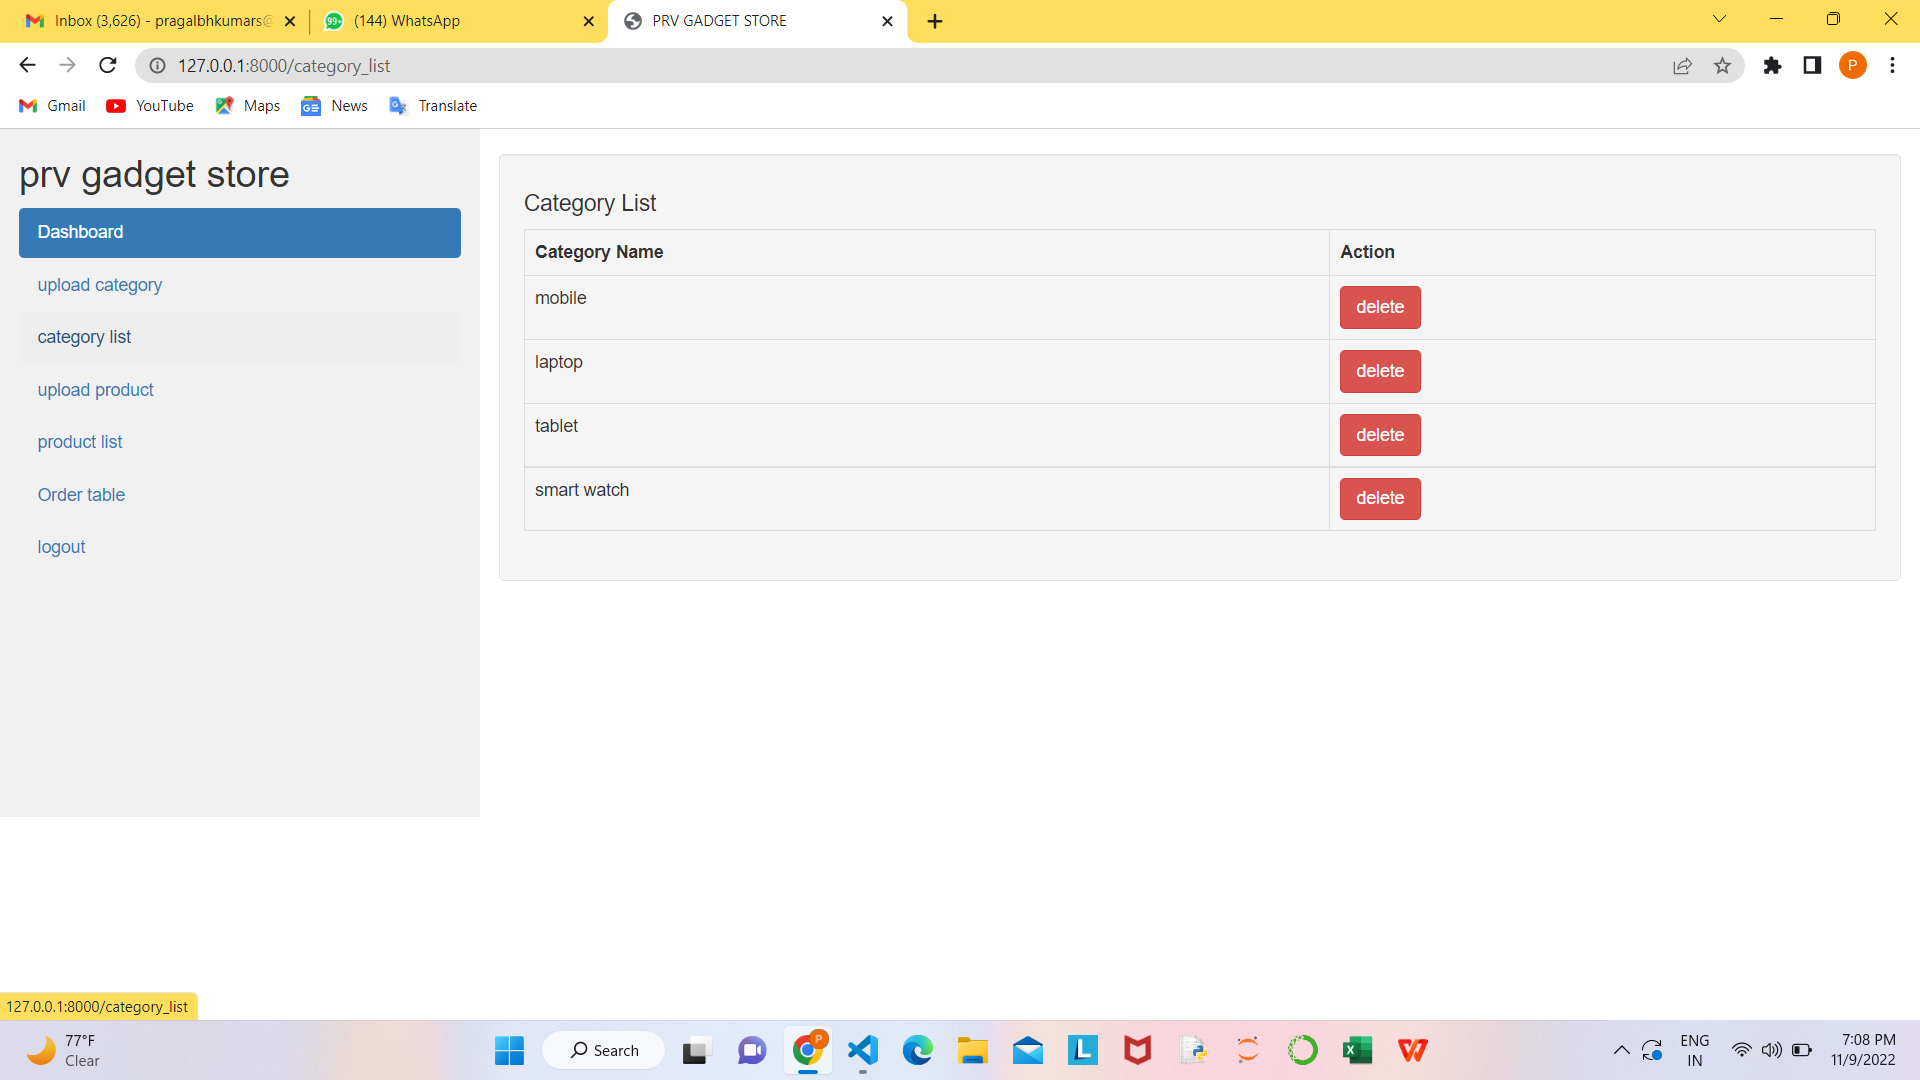 Inbox (3,626) - pragalbhkumars@
99+ (144) WhatsApp
PRV GADGET STORE
127.0.0.1:8000/category_list
P
Gmail
YouTube
Maps
News
Translate
prv gadget store
Dashboard
upload category
category list
upload product
product list
Order table
logout
Category List
Category Name Action
mobile delete
laptop delete
tablet delete
smart watch delete
127.0.0.1:8000/category_list
77°F
Clear
Search
P
L
ENG
IN
7:08 PM
11/9/2022